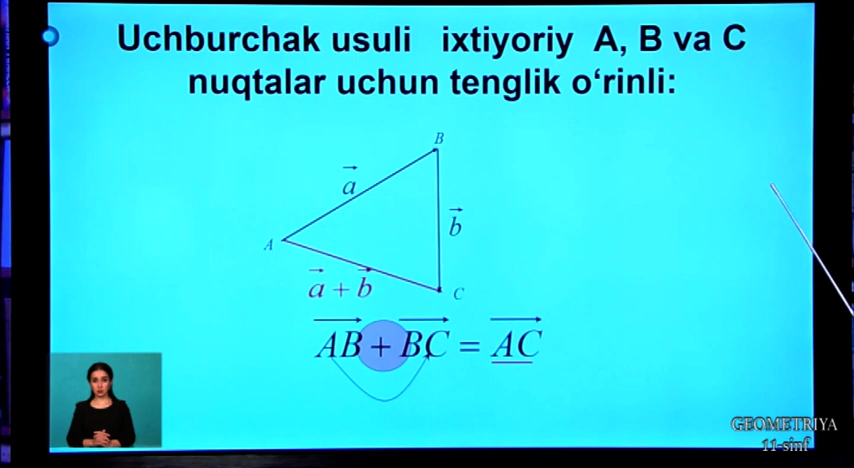 Uchburchak usuli ixtiyoriy A, B va C
nuqtalar uchun tenglik o‘rinli:
B
a⃗
A
b⃗
a⃗ + b⃗
C
AB⃗ + BC⃗ = AC⃗
GEOMETRIYA
11-sinf